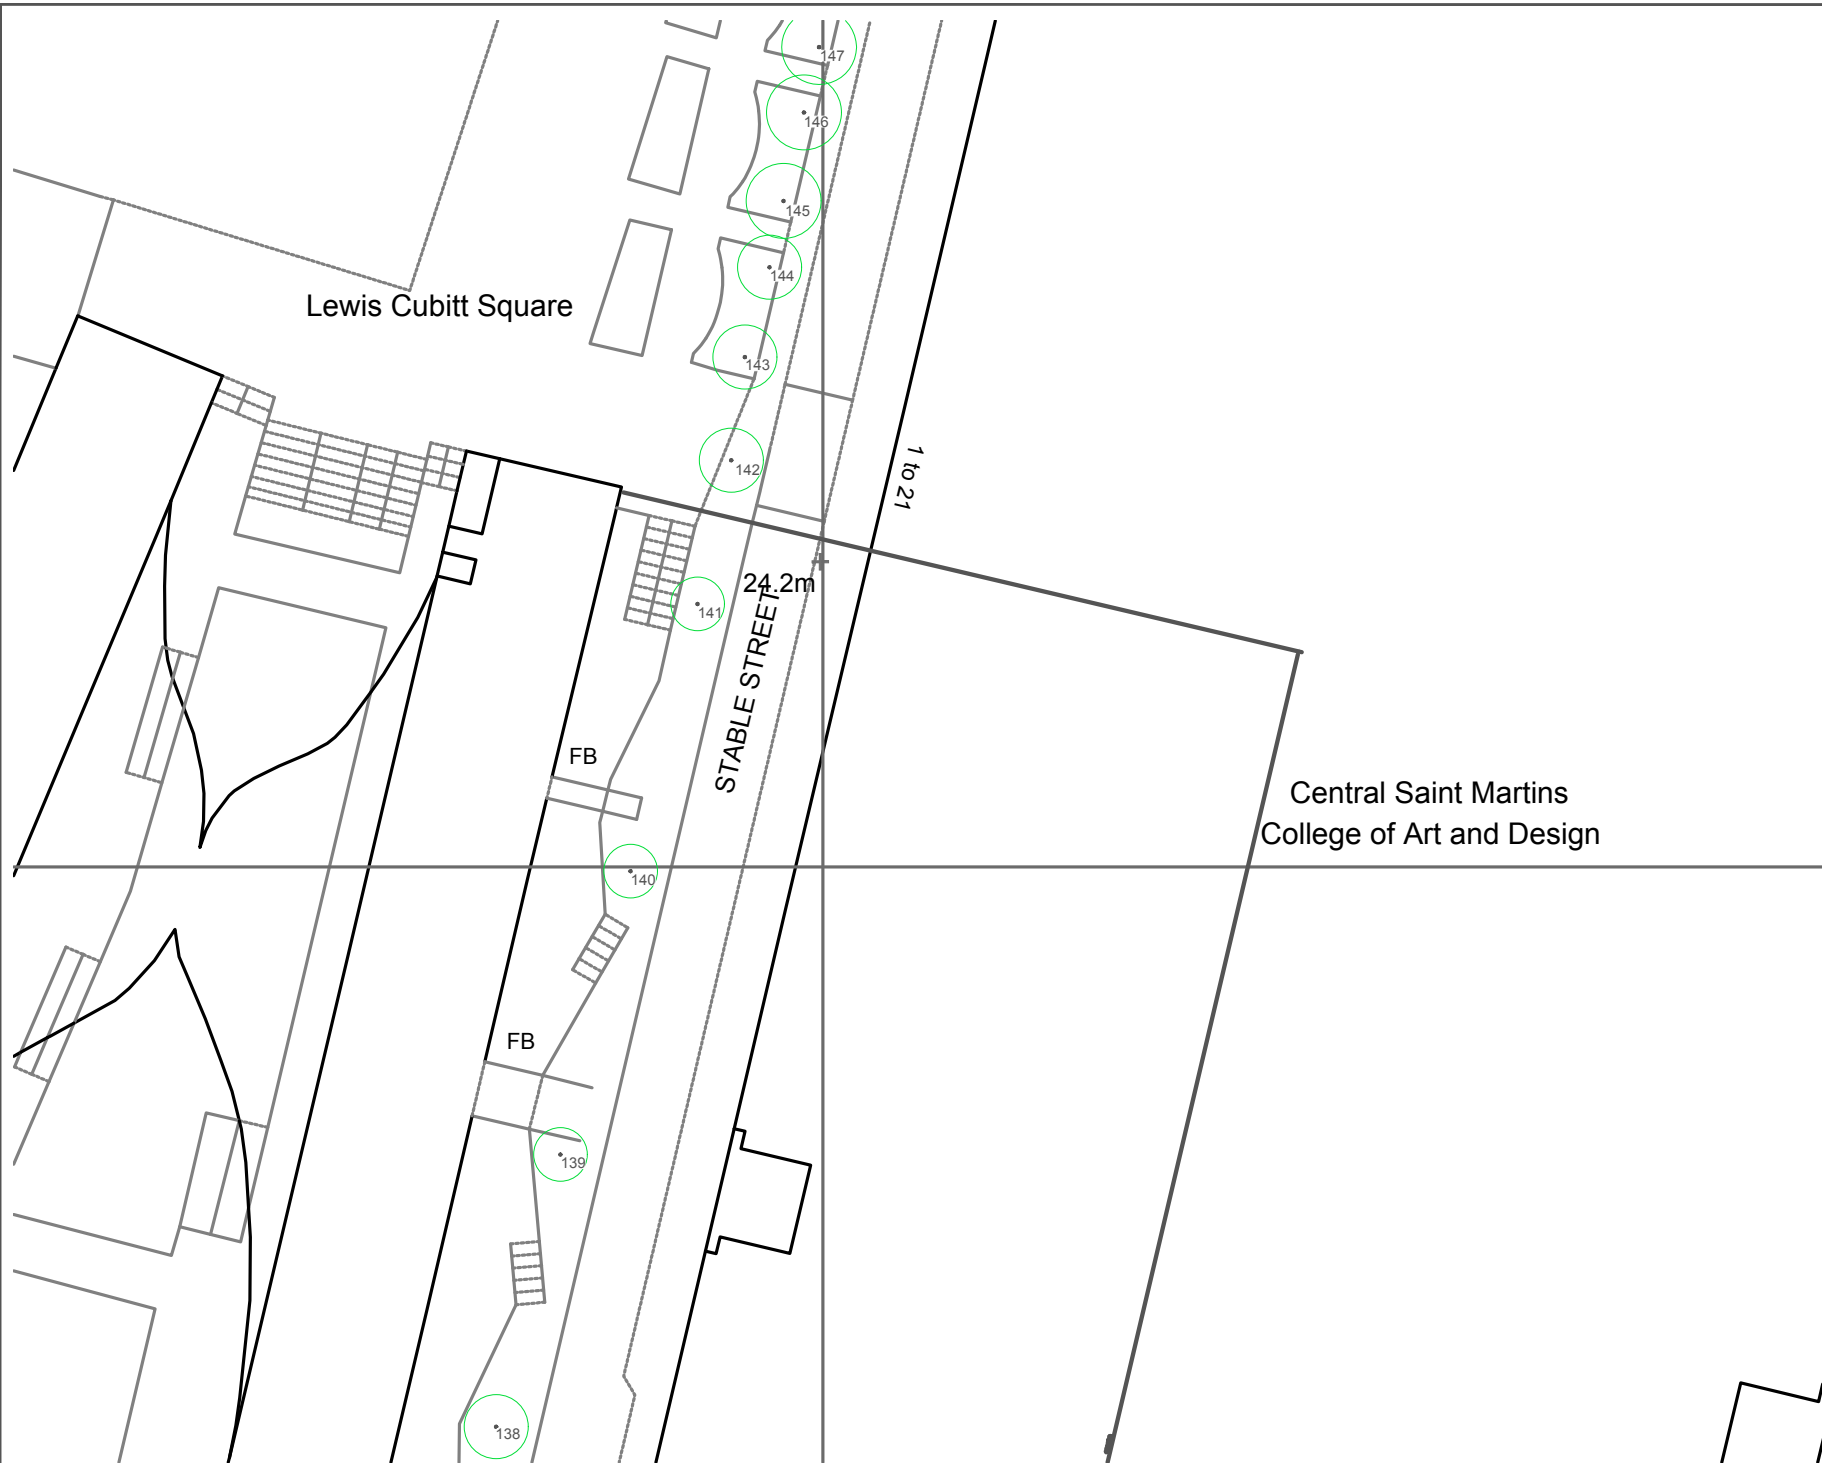 147
146
145
144
Lewis Cubitt Square
143
142
1 to 21
24.2m
141
STABLE STREET
FB
Central Saint Martins
College of Art and Design
140
FB
139
138